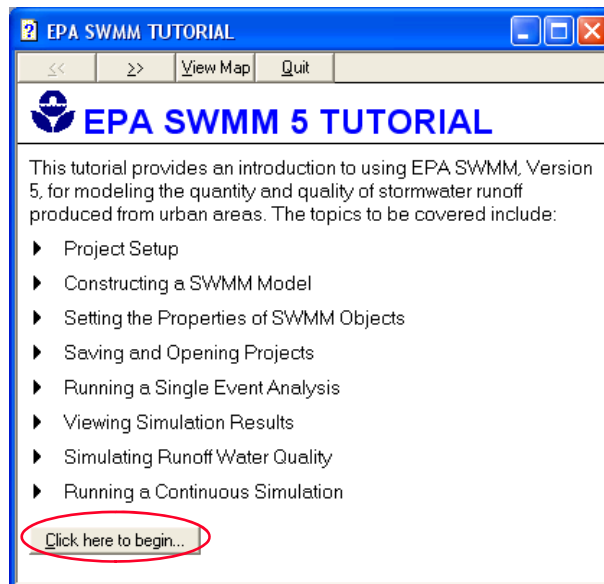 EPA SWMM TUTORIAL
<< >> View Map Quit
EPA SWMM 5 TUTORIAL
This tutorial provides an introduction to using EPA SWMM, Version
5, for modeling the quantity and quality of stormwater runoff
produced from urban areas. The topics to be covered include:
Project Setup
Constructing a SWMM Model
Setting the Properties of SWMM Objects
Saving and Opening Projects
Running a Single Event Analysis
Viewing Simulation Results
Simulating Runoff Water Quality
Running a Continuous Simulation
Click here to begin...